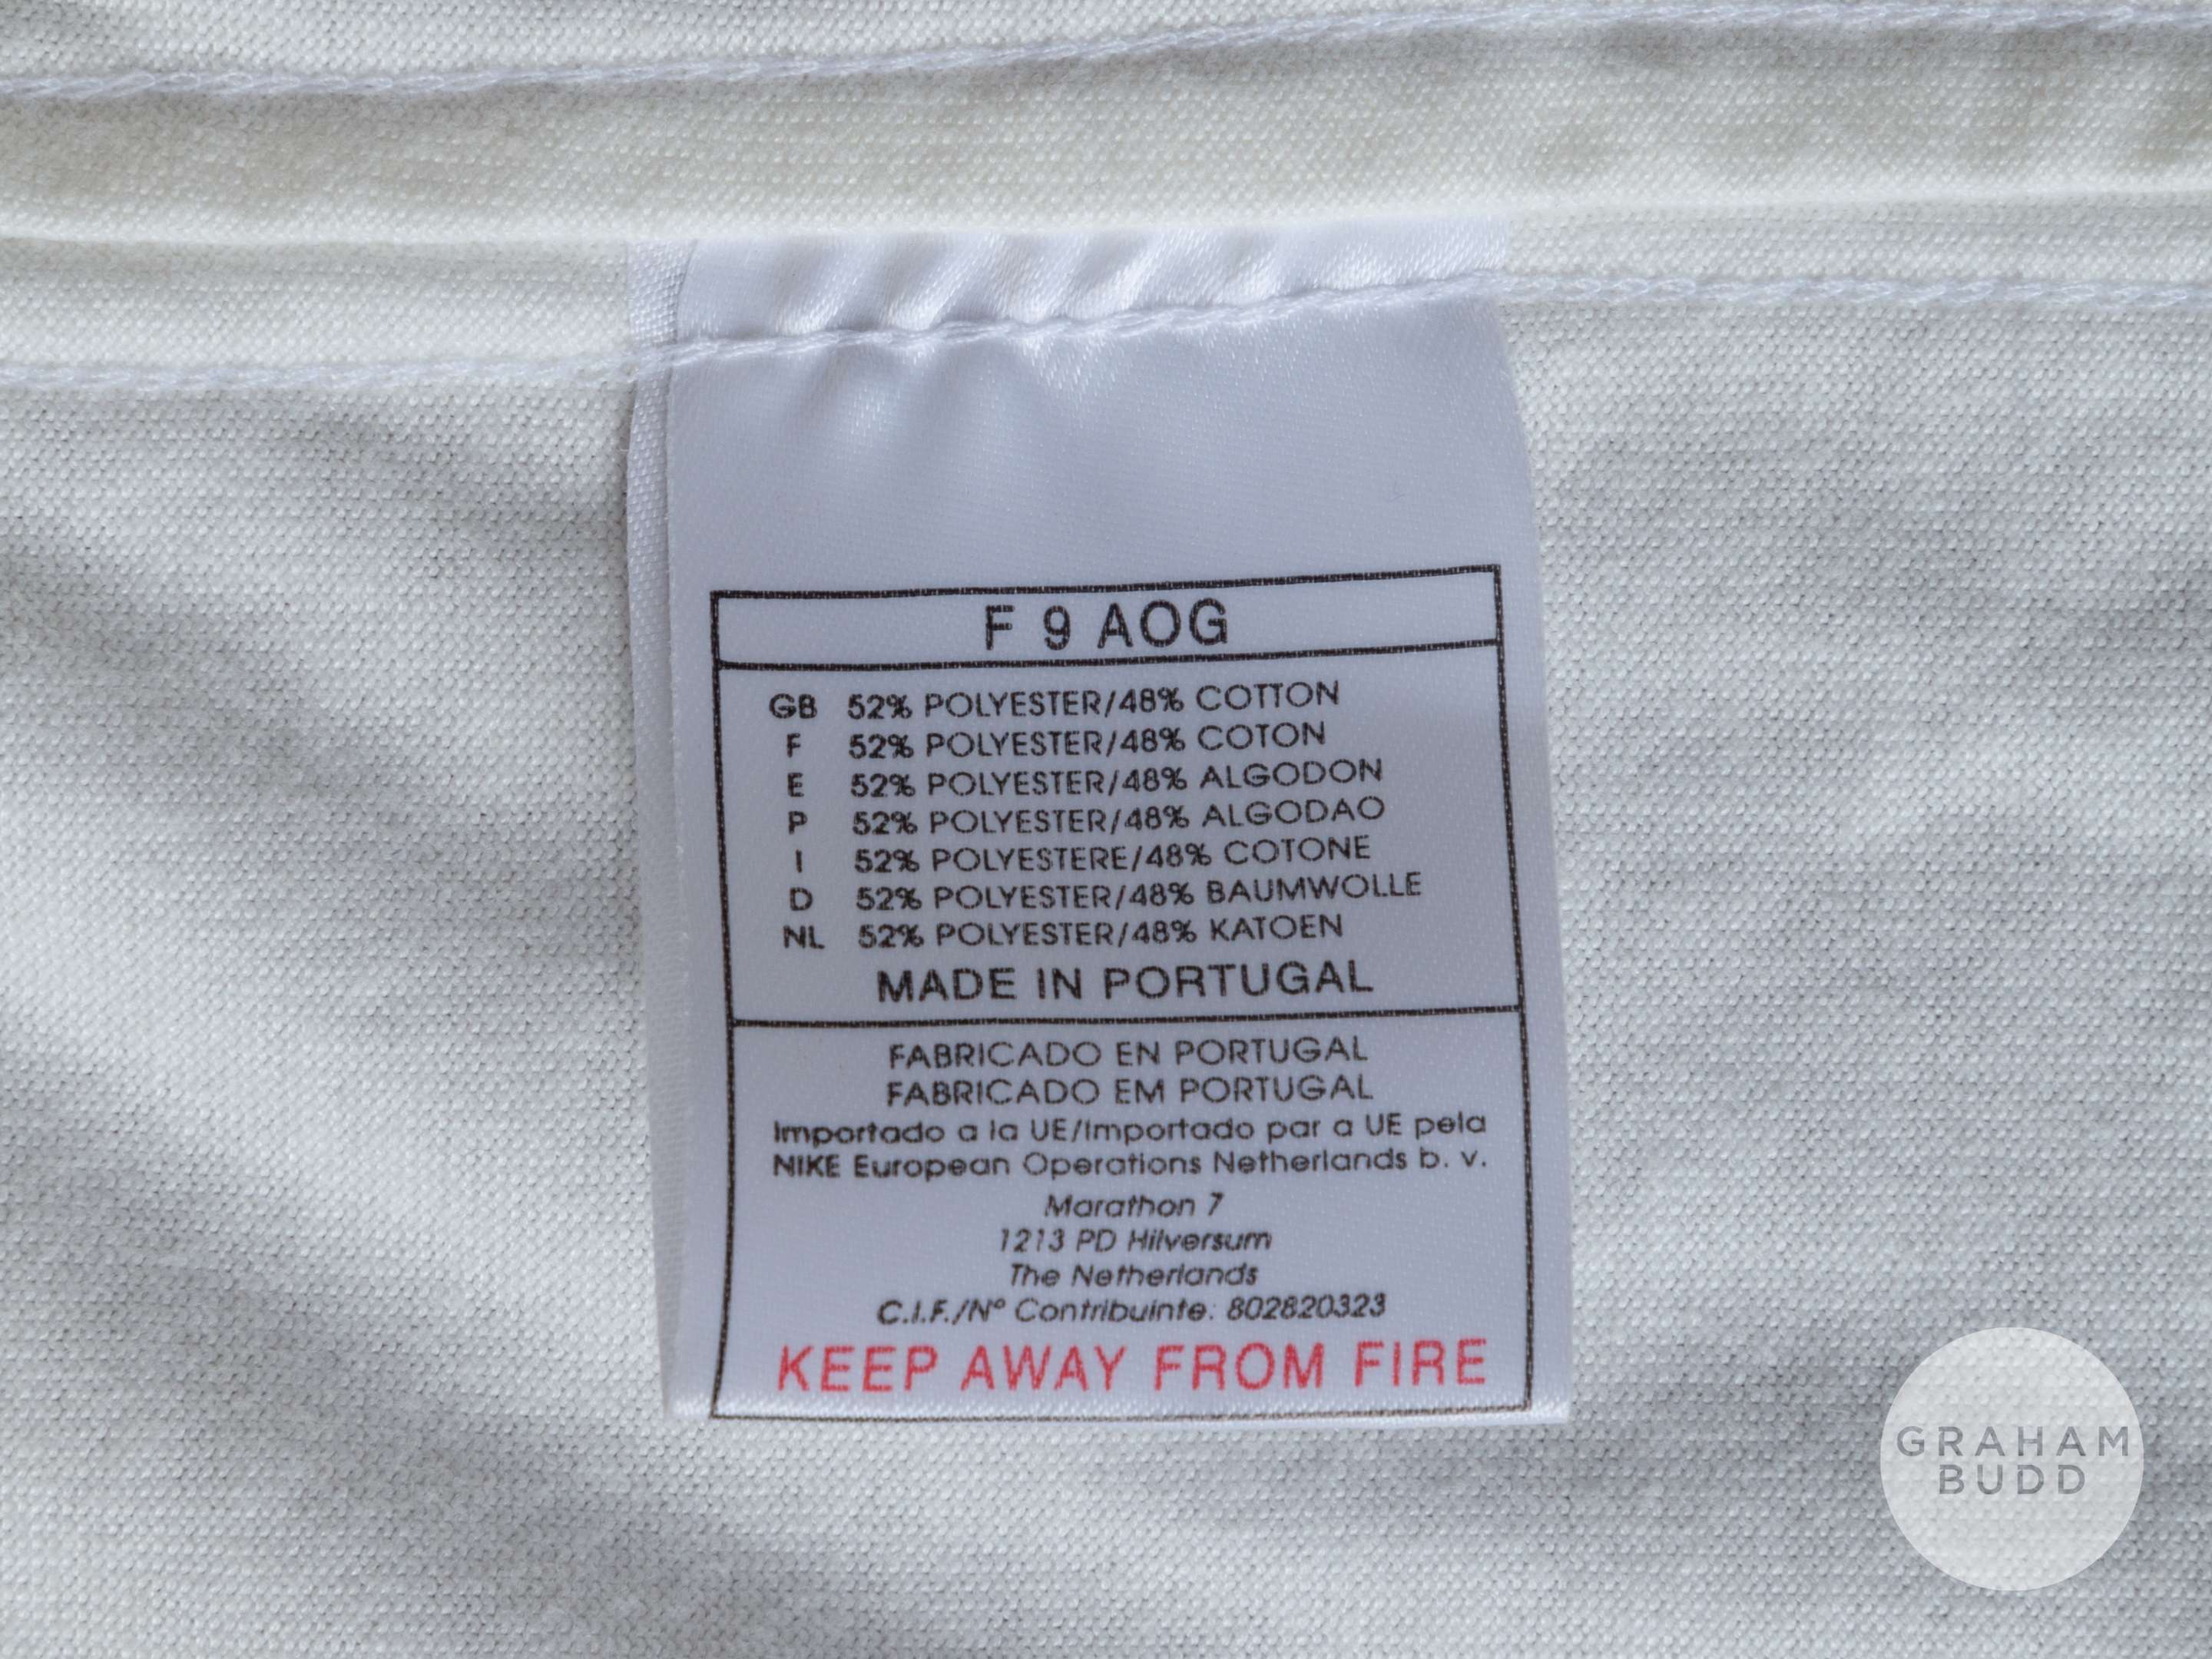 F 9 AOG
GB 52% POLYESTER/48% COTTON
F 52% POLYESTER/48% COTON
E 52% POLYESTER/48% ALGODON
P 52% POLYESTER/48% ALGODAO
I 52% POLYESTERE/48% COTONE
D 52% POLYESTER/48% BAUMWOLLE
NL 52% POLYESTER/48% KATOEN
MADE IN PORTUGAL
FABRICADO EN PORTUGAL
FABRICADO EM PORTUGAL
Importado a la UE/Importado par a UE pela
NIKE European Operations Netherlands b. v.
Marathon 7
1213 PD Hilversum
The Netherlands
C.I.F./Nº Contribuinte: 802820323
KEEP AWAY FROM FIRE
GRAHAM
BUDD